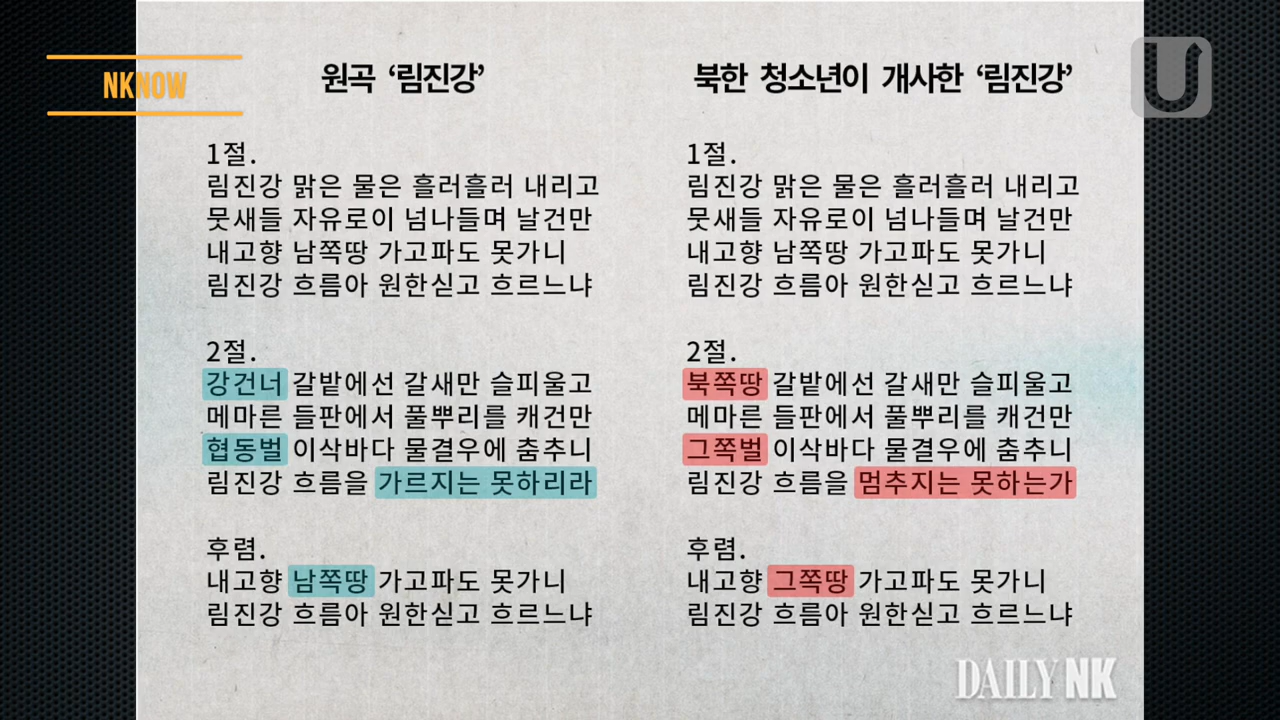 NKNOW
U
원곡 ‘림진강’
1절.
림진강 맑은 물은 흘러흘러 내리고
뭇새들 자유로이 넘나들며 날건만
내고향 남쪽땅 가고파도 못가니
림진강 흐름아 원한싣고 흐르느냐
2절.
강건너 갈밭에선 갈새만 슬피울고
메마른 들판에서 풀뿌리를 캐건만
협동벌 이삭바다 물결우에 춤추니
림진강 흐름을 가르지는 못하리라
후렴.
내고향 남쪽땅 가고파도 못가니
림진강 흐름아 원한싣고 흐르느냐
북한 청소년이 개사한 ‘림진강’
1절.
림진강 맑은 물은 흘러흘러 내리고
뭇새들 자유로이 넘나들며 날건만
내고향 남쪽땅 가고파도 못가니
림진강 흐름아 원한싣고 흐르느냐
2절.
북쪽땅 갈밭에선 갈새만 슬피울고
메마른 들판에서 풀뿌리를 캐건만
그쪽벌 이삭바다 물결우에 춤추니
림진강 흐름을 멈추지는 못하는가
후렴.
내고향 그쪽땅 가고파도 못가니
림진강 흐름아 원한싣고 흐르느냐
DAILY NK